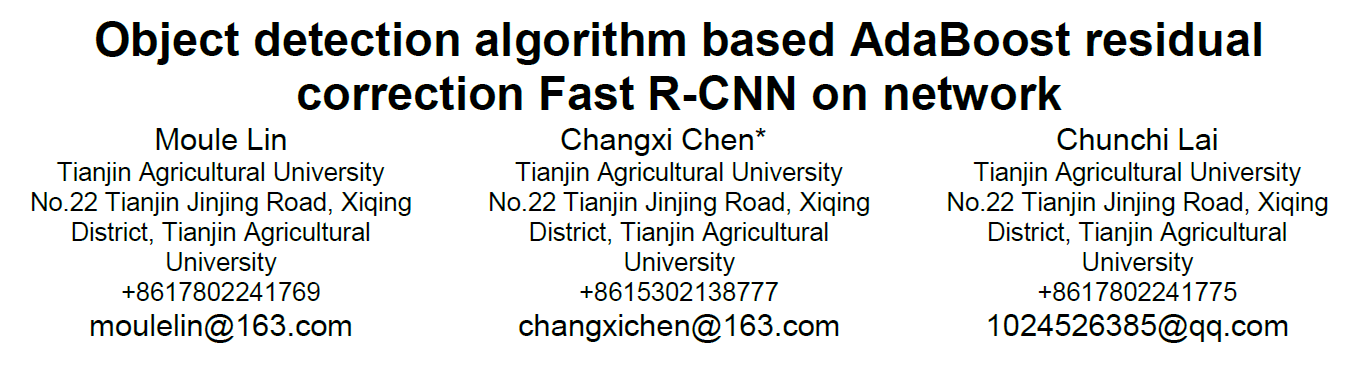 Object detection algorithm based AdaBoost residual
correction Fast R-CNN on network
Moule Lin
Tianjin Agricultural University
No.22 Tianjin Jinjing Road, Xiqing
District, Tianjin Agricultural
University
+8617802241769
moulelin@163.com
Changxi Chen*
Tianjin Agricultural University
No.22 Tianjin Jinjing Road, Xiqing
District, Tianjin Agricultural
University
+8615302138777
changxichen@163.com
Chunchi Lai
Tianjin Agricultural University
No.22 Tianjin Jinjing Road, Xiqing
District, Tianjin Agricultural
University
+8617802241775
1024526385@qq.com